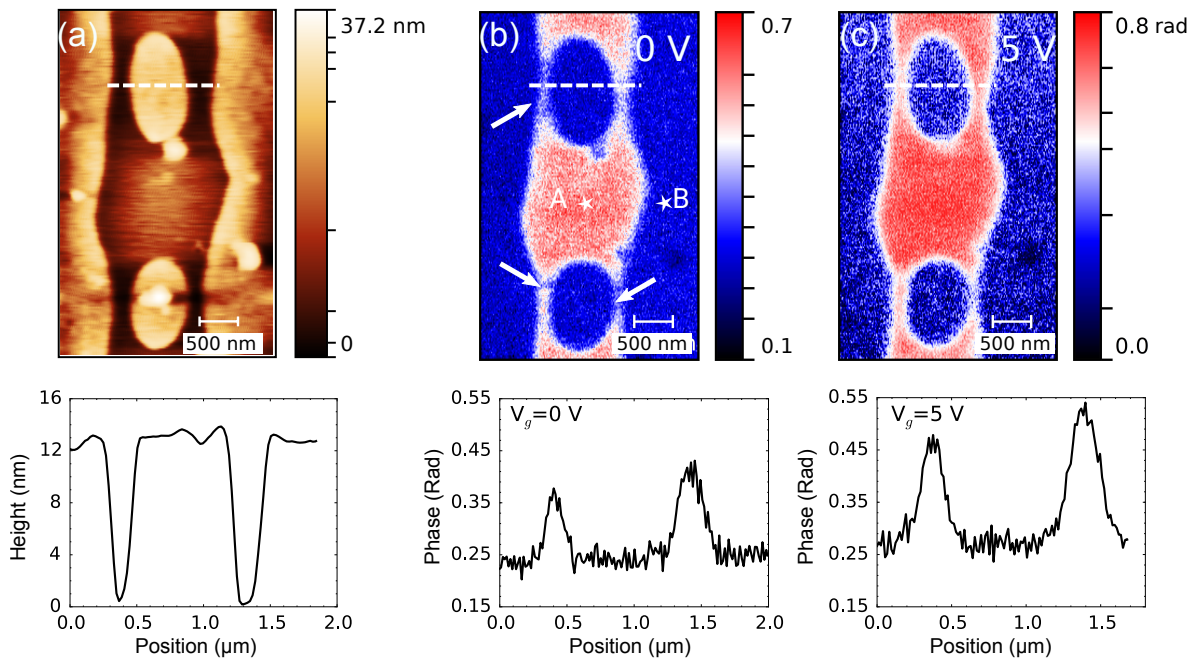 (a)
37.2 nm
0
500 nm
(b)
0 V
A
B
500 nm
0.7
0.1
(c)
5 V
500 nm
0.8 rad
0.0
16
12
8
4
0
Height (nm)
0.0
0.5
1.0
1.5
2.0
Position (µm)
V_g=0 V
0.55
0.45
0.35
0.25
0.15
Phase (Rad)
0.0
0.5
1.0
1.5
2.0
Position (µm)
V_g=5 V
0.55
0.45
0.35
0.25
0.15
Phase (Rad)
0.0
0.5
1.0
1.5
Position (µm)